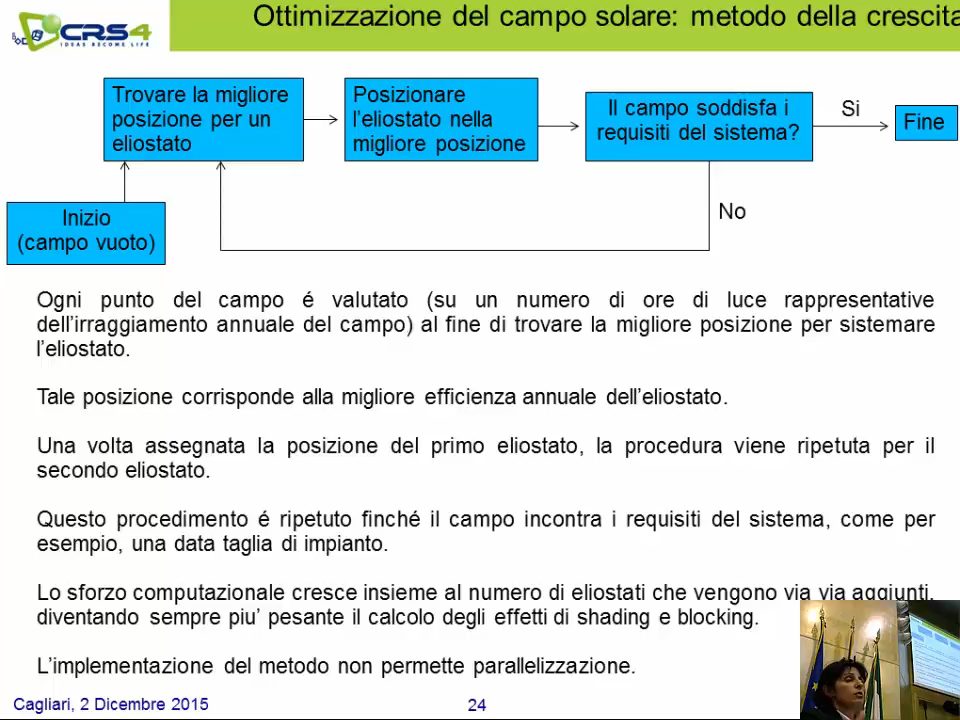 CRS4
IDEAS BECOME LIFE
Ottimizzazione del campo solare: metodo della crescita
Trovare la migliore
posizione per un
eliostato
Posizionare
l'eliostato nella
migliore posizione
Il campo soddisfa i
requisiti del sistema?
Si
Fine
Inizio
(campo vuoto)
No
Ogni punto del campo é valutato (su un numero di ore di luce rappresentative
dell'irraggiamento annuale del campo) al fine di trovare la migliore posizione per sistemare
l'eliostato.
Tale posizione corrisponde alla migliore efficienza annuale dell'eliostato.
Una volta assegnata la posizione del primo eliostato, la procedura viene ripetuta per il
secondo eliostato.
Questo procedimento é ripetuto finché il campo incontra i requisiti del sistema, come per
esempio, una data taglia di impianto.
Lo sforzo computazionale cresce insieme al numero di eliostati che vengono via via aggiunti,
diventando sempre piu' pesante il calcolo degli effetti di shading e blocking.
L'implementazione del metodo non permette parallelizzazione.
Cagliari, 2 Dicembre 2015
24